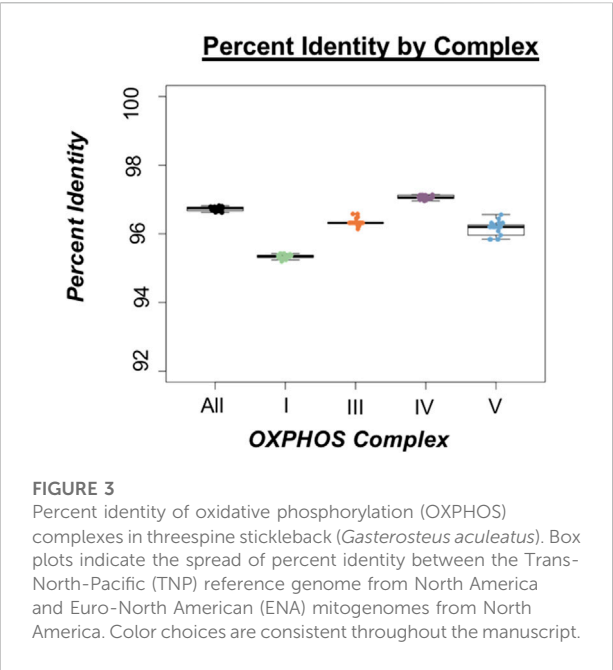 Percent Identity by Complex
100
98
96
94
92
Percent Identity
All I III IV V
OXPHOS Complex
FIGURE 3
Percent identity of oxidative phosphorylation (OXPHOS)
complexes in threespine stickleback (Gasterosteus aculeatus). Box
plots indicate the spread of percent identity between the Trans-
North-Pacific (TNP) reference genome from North America
and Euro-North American (ENA) mitogenomes from North
America. Color choices are consistent throughout the manuscript.